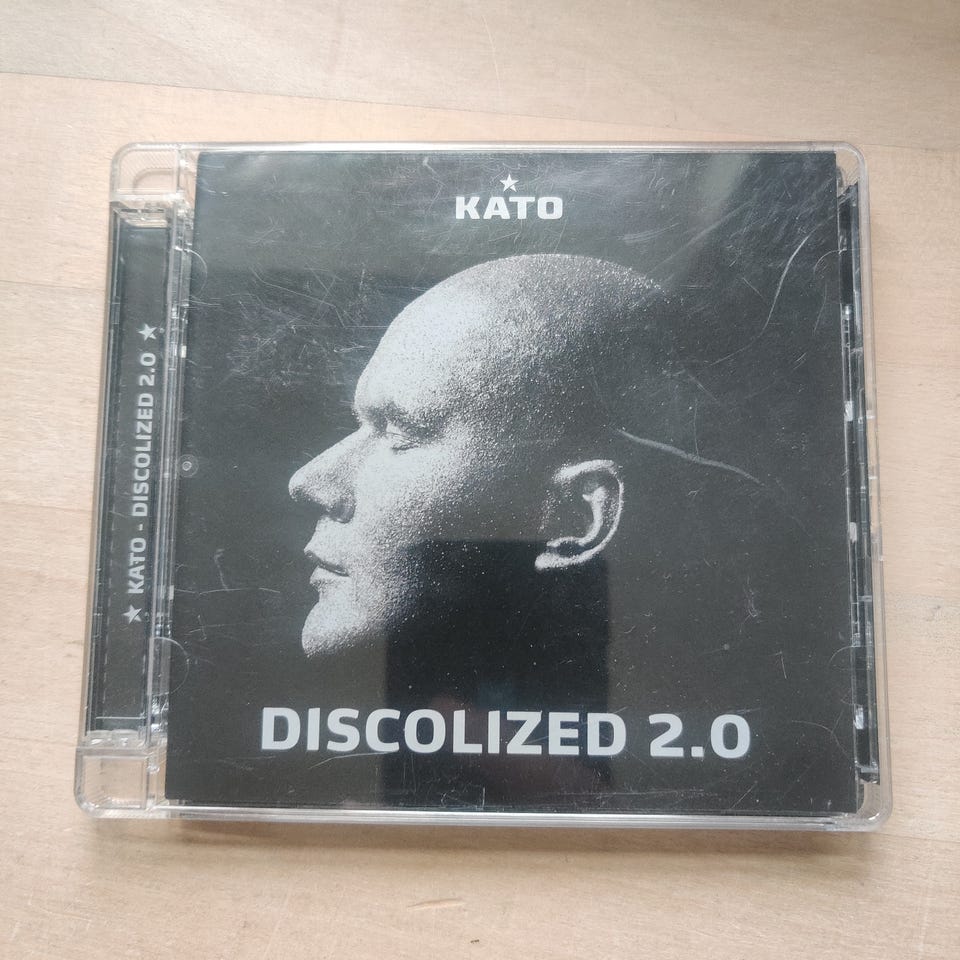 ★
KATO
★ KATO - DISCOLIZED 2.0 ★
DISCOLIZED 2.0